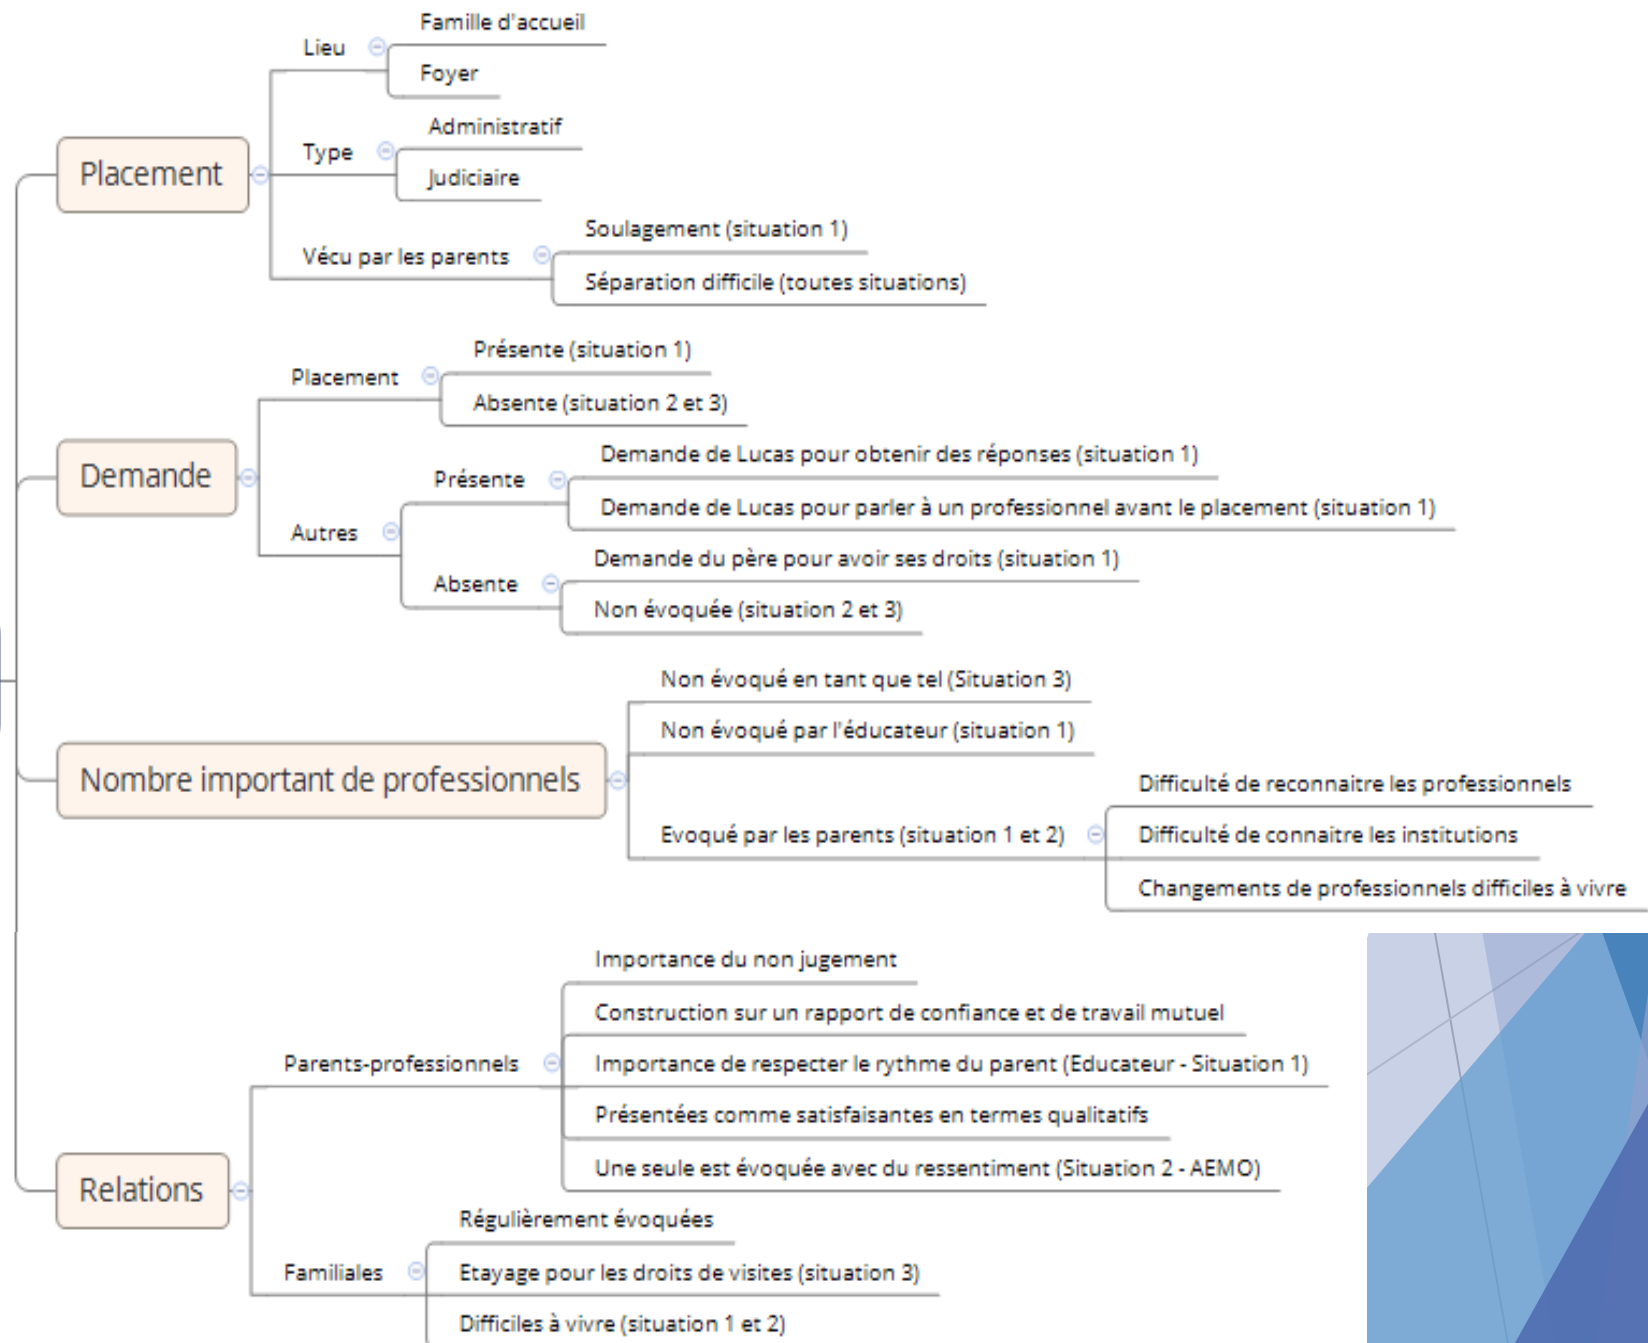 Placement
Lieu
Famille d'accueil
Foyer
Type
Administratif
Judiciaire
Vécu par les parents
Soulagement (situation 1)
Séparation difficile (toutes situations)
Demande
Placement
Présente (situation 1)
Absente (situation 2 et 3)
Autres
Présente
Demande de Lucas pour obtenir des réponses (situation 1)
Demande de Lucas pour parler à un professionnel avant le placement (situation 1)
Absente
Demande du père pour avoir ses droits (situation 1)
Non évoquée (situation 2 et 3)
Nombre important de professionnels
Non évoqué en tant que tel (Situation 3)
Non évoqué par l'éducateur (situation 1)
Evoqué par les parents (situation 1 et 2)
Difficulté de reconnaitre les professionnels
Difficulté de connaitre les institutions
Changements de professionnels difficiles à vivre
Relations
Parents-professionnels
Importance du non jugement
Construction sur un rapport de confiance et de travail mutuel
Importance de respecter le rythme du parent (Educateur - Situation 1)
Présentées comme satisfaisantes en termes qualitatifs
Une seule est évoquée avec du ressentiment (Situation 2 - AEMO)
Familiales
Régulièrement évoquées
Etayage pour les droits de visites (situation 3)
Difficiles à vivre (situation 1 et 2)